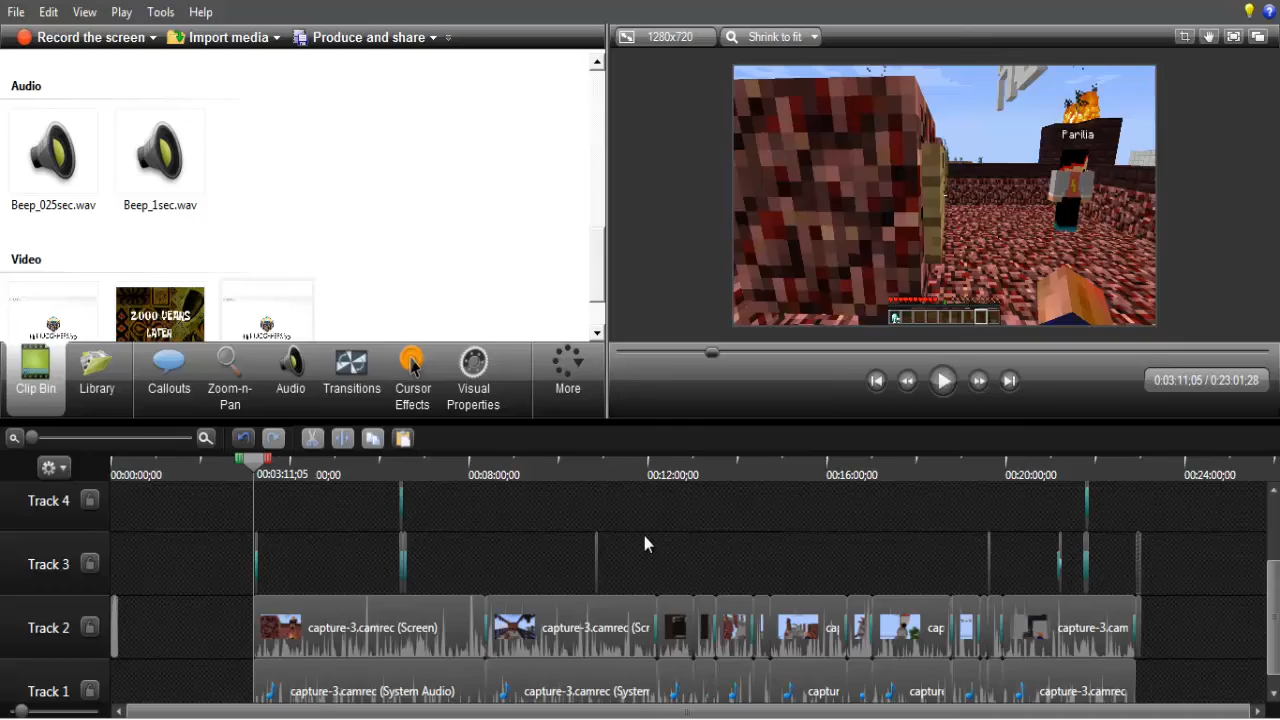 File Edit View Play Tools Help
Record the screen Import media Produce and share
1280x720 Shrink to fit
Audio
Beep_025sec.wav Beep_1sec.wav
Video
2000 YEARS
LATER
Parilia
Clip Bin Library Callouts Zoom-n-Pan Audio Transitions Cursor Effects Visual Properties More
0:03:11;05 / 0:23:01;28
00:00:00;00 00:03:11;05 00;00 00:08:00;00 00:12:00;00 00:16:00;00 00:20:00;00 00:24:00;00
Track 4
Track 3
Track 2 capture-3.camrec (Screen) capture-3.camrec (Scr cap cap capture-3.cam
Track 1 capture-3.camrec (System Audio) capture-3.camrec (System captur capture capture-3.camrec